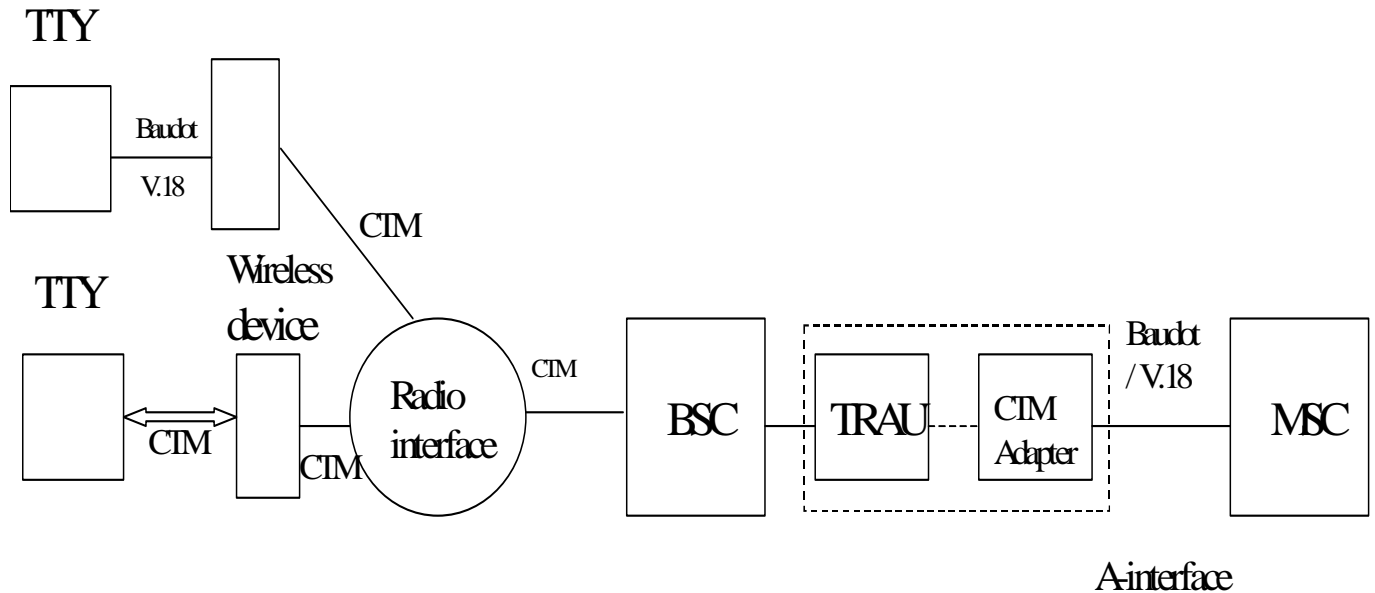 TTY
Baudot
V.18
CTM
Wireless
device
TTY
CTM
CTM
Radio
interface
CTM
BSC
TRAU
CTM
Adapter
Baudot
/ V.18
MSC
A-interface